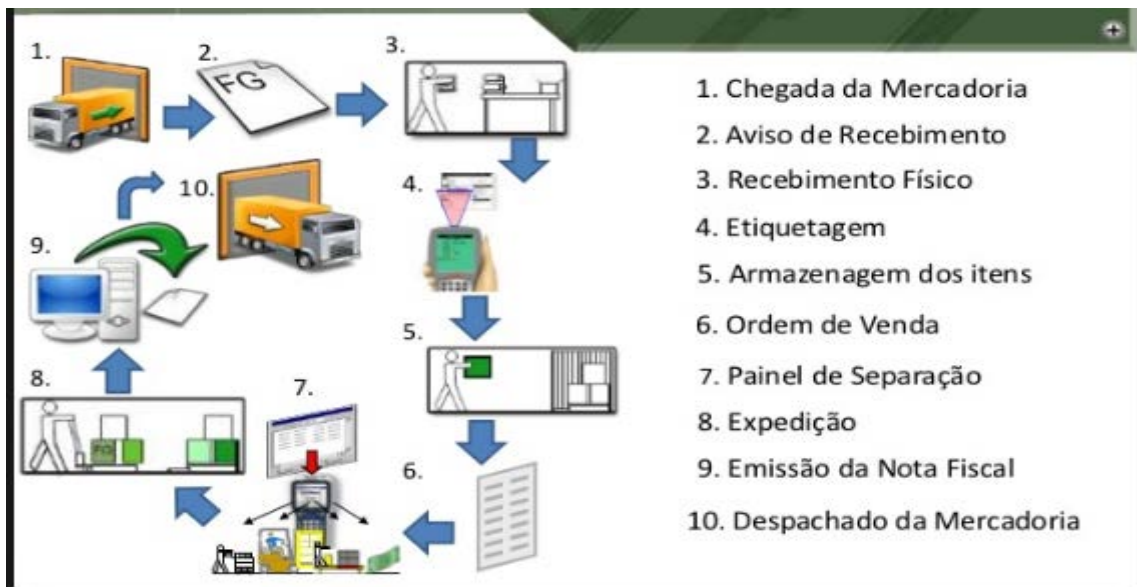 1.
2.
FG
3.
4.
5.
6.
7.
8.
FG
9.
10.
1. Chegada da Mercadoria
2. Aviso de Recebimento
3. Recebimento Físico
4. Etiquetagem
5. Armazenagem dos itens
6. Ordem de Venda
7. Painel de Separação
8. Expedição
9. Emissão da Nota Fiscal
10. Despachado da Mercadoria